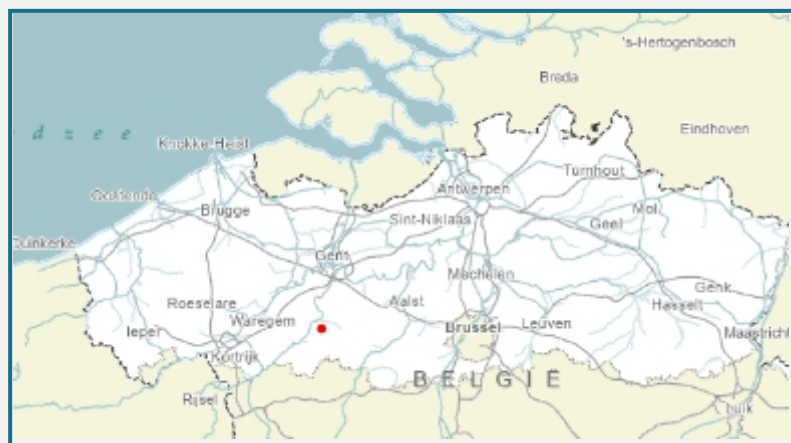 's-Hertogenbosch
Breda
Eindhoven
d z e e
Knokke-Heist
Turnhout
Antwerpen
Oostende
Brugge
Sint-Niklaas
Geel
Mol
Duinkerke
Gent
Mechelen
Genk
Roeselare
Aalst
Hasselt
Waregem
Ieper
Brussel
Leuven
Maastricht
Kortrijk
BELGIË
Rijsel
Luik